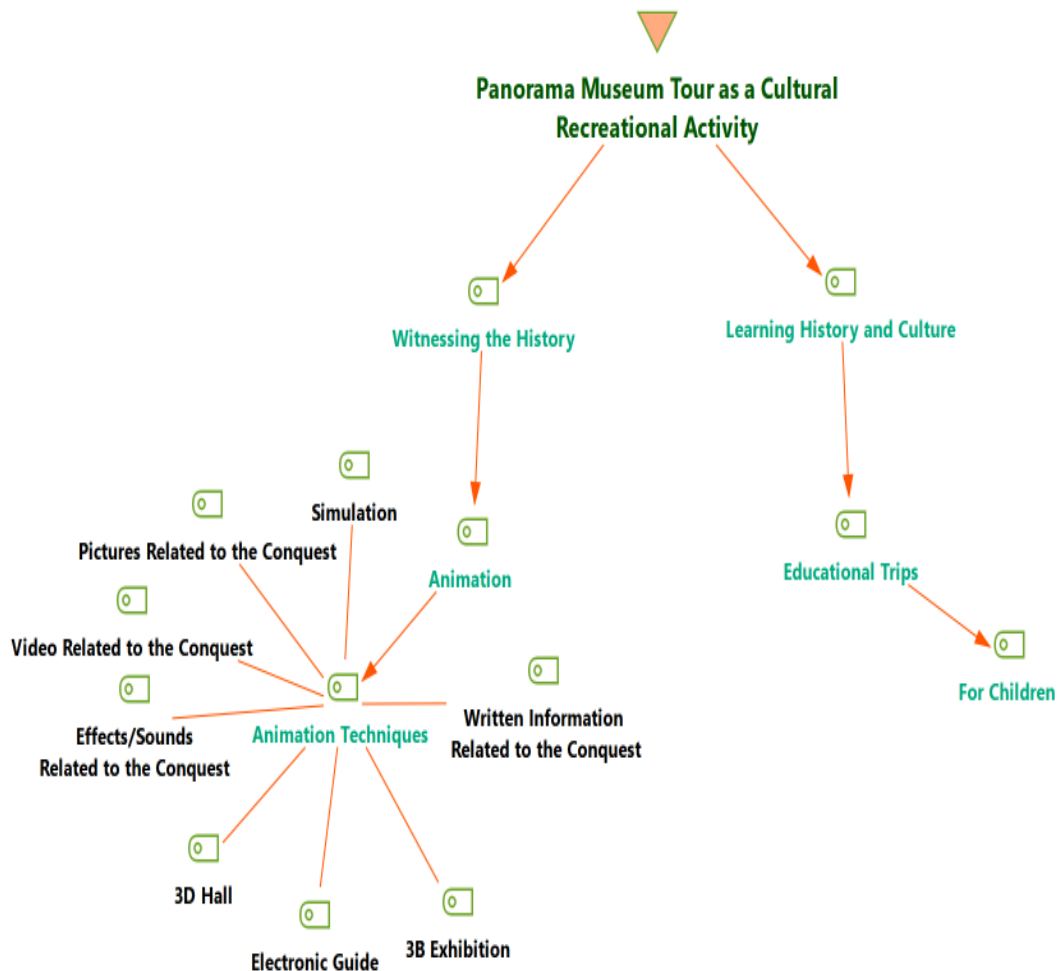 Panorama Museum Tour as a Cultural
Recreational Activity
Witnessing the History
Learning History and Culture
Simulation
Pictures Related to the Conquest
Animation
Educational Trips
Video Related to the Conquest
For Children
Effects/Sounds
Related to the Conquest
Animation Techniques
Written Information
Related to the Conquest
3D Hall
Electronic Guide
3B Exhibition